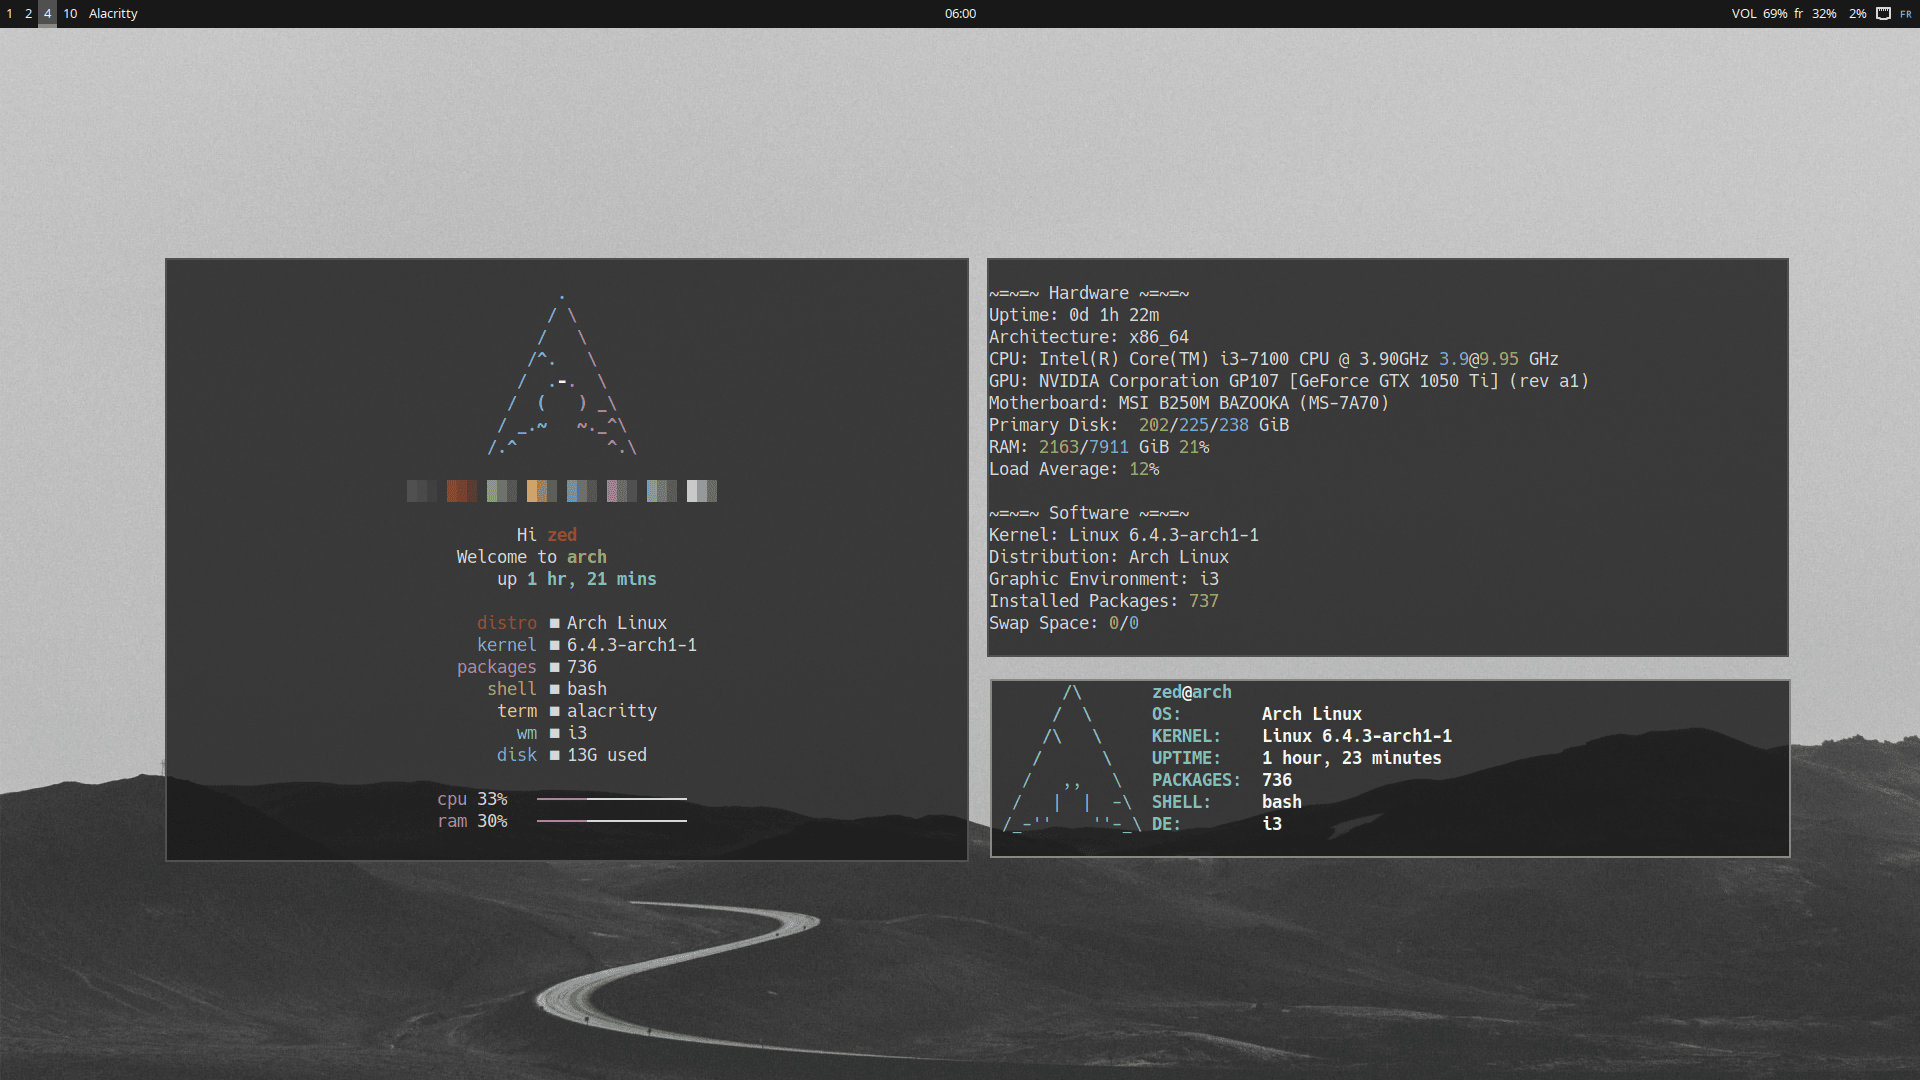 1 2 4 10 Alacritty
06:00
VOL 69% fr 32% 2% FR
Hi zed
Welcome to arch
up 1 hr, 21 mins
distro ■ Arch Linux
kernel ■ 6.4.3-arch1-1
packages ■ 736
shell ■ bash
term ■ alacritty
wm ■ i3
disk ■ 13G used
cpu 33%
ram 30%
~=~=~ Hardware ~=~=~
Uptime: 0d 1h 22m
Architecture: x86_64
CPU: Intel(R) Core(TM) i3-7100 CPU @ 3.90GHz 3.9@9.95 GHz
GPU: NVIDIA Corporation GP107 [GeForce GTX 1050 Ti] (rev a1)
Motherboard: MSI B250M BAZOOKA (MS-7A70)
Primary Disk:  202/225/238 GiB
RAM: 2163/7911 GiB 21%
Load Average: 12%
~=~=~ Software ~=~=~
Kernel: Linux 6.4.3-arch1-1
Distribution: Arch Linux
Graphic Environment: i3
Installed Packages: 737
Swap Space: 0/0
zed@arch
OS: Arch Linux
KERNEL: Linux 6.4.3-arch1-1
UPTIME: 1 hour, 23 minutes
PACKAGES: 736
SHELL: bash
DE: i3